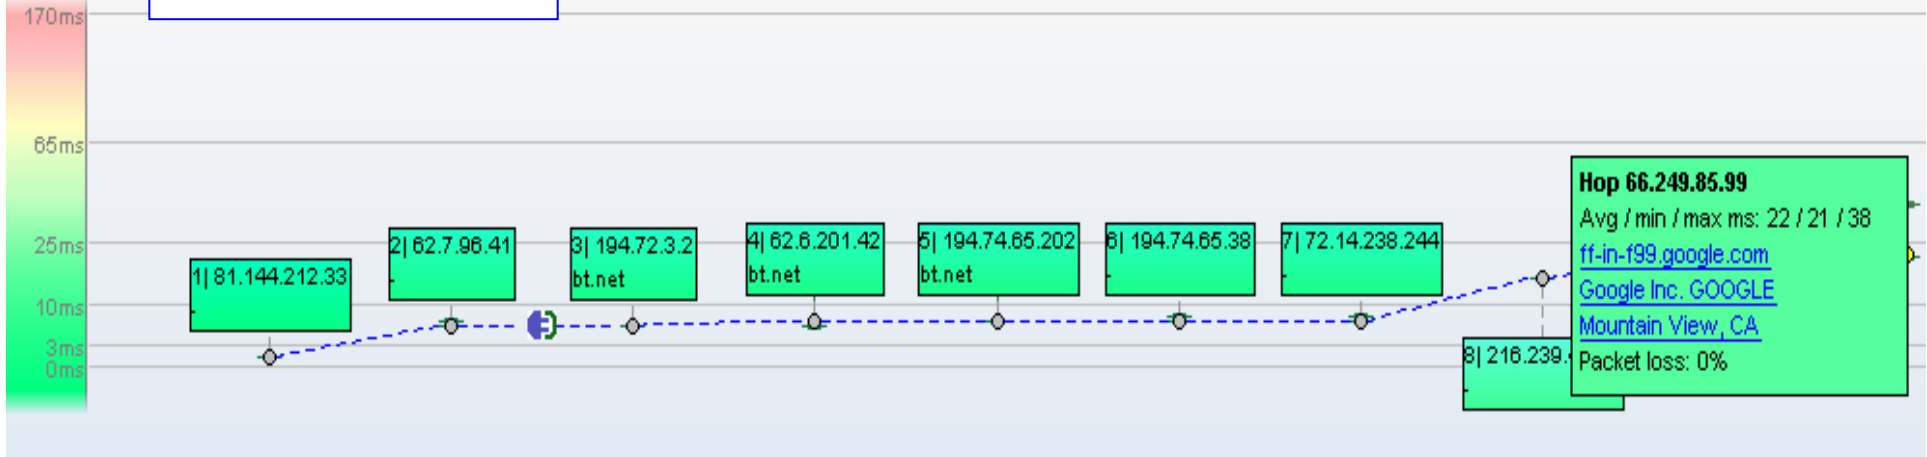 170ms
65ms
25ms
10ms
3ms
0ms
1| 81.144.212.33
-
2| 62.7.96.41
-
3| 194.72.3.2
bt.net
4| 62.6.201.42
bt.net
5| 194.74.65.202
bt.net
6| 194.74.65.38
-
7| 72.14.238.244
-
8| 216.239.
-
Hop 66.249.85.99
Avg / min / max ms: 22 / 21 / 38
ff-in-f99.google.com
Google Inc. GOOGLE
Mountain View, CA
Packet loss: 0%